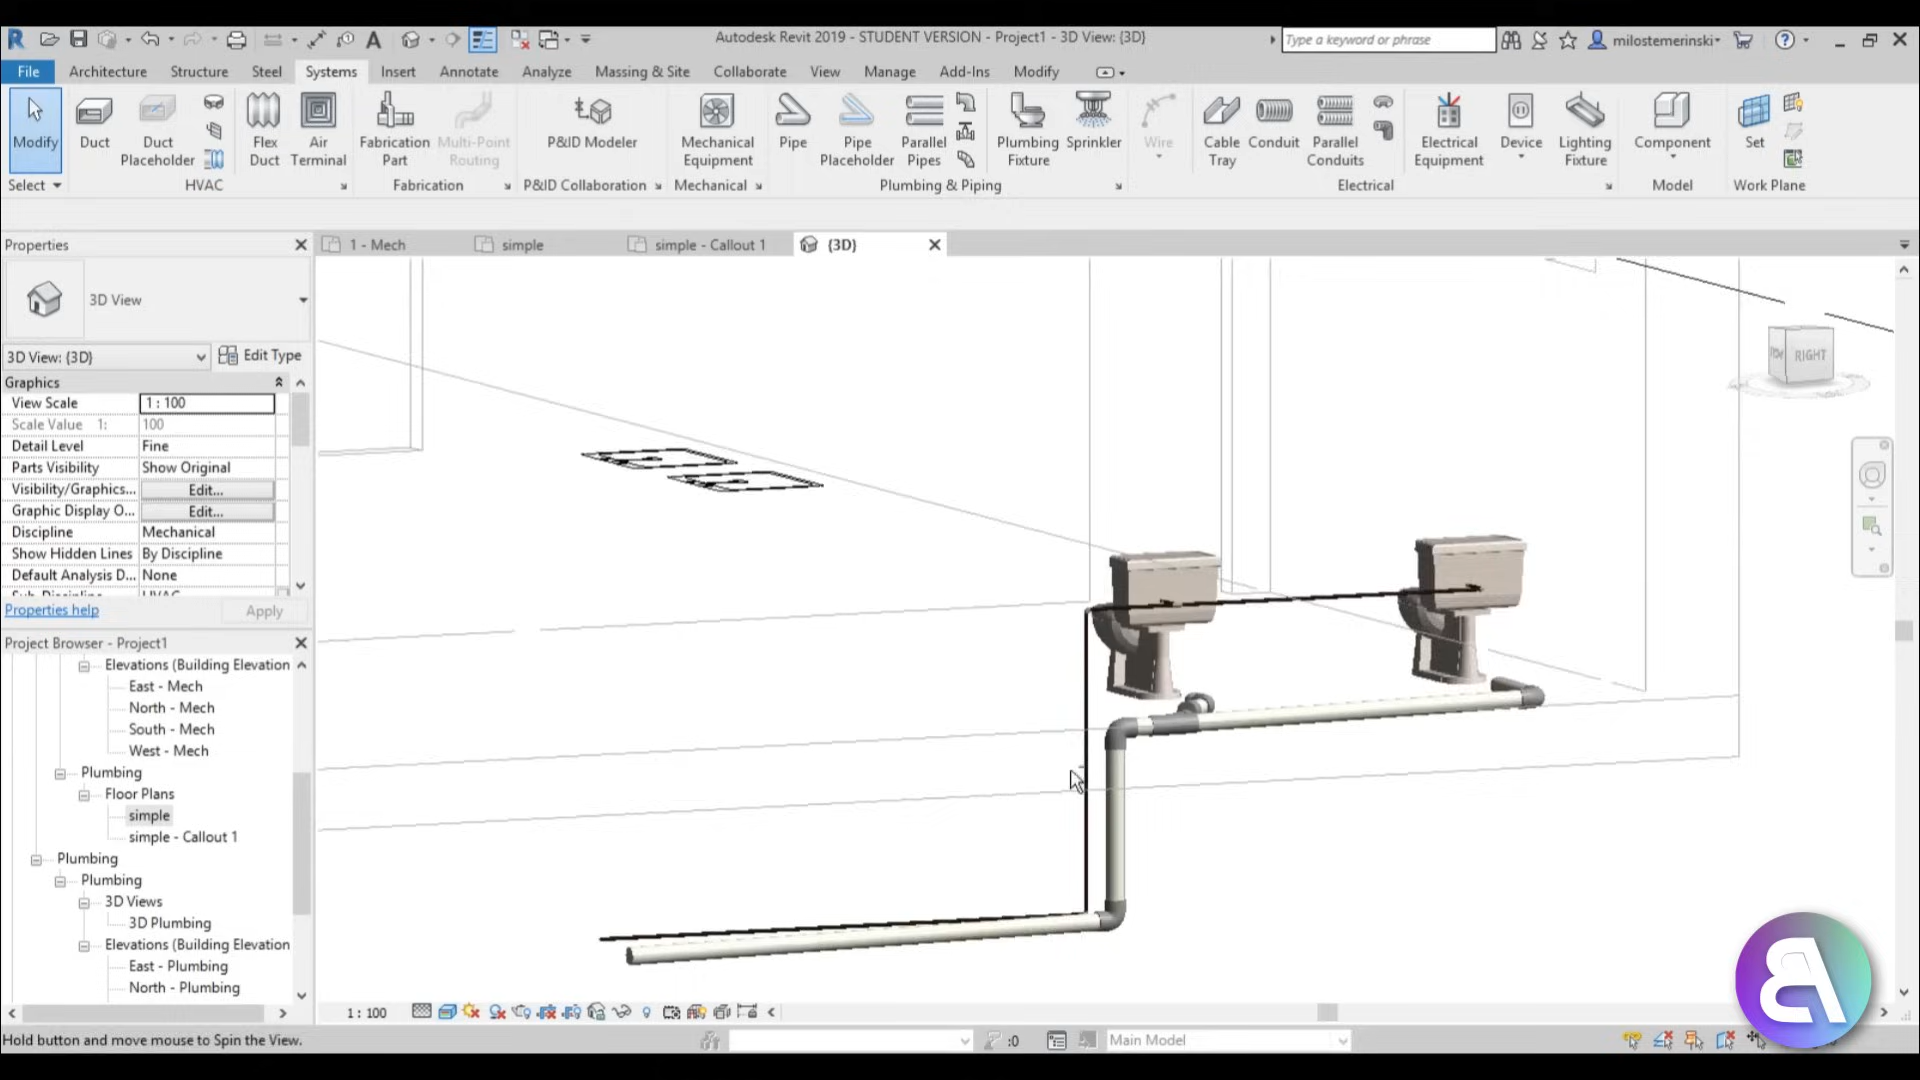 Autodesk Revit 2019 - STUDENT VERSION - Project1 - 3D View: {3D}
Type a keyword or phrase
milostemerinski
File Architecture Structure Steel Systems Insert Annotate Analyze Massing & Site Collaborate View Manage Add-Ins Modify
Modify Duct Duct Placeholder Flex Duct Air Terminal Fabrication Part Multi-Point Routing P&ID Modeler Mechanical Equipment Pipe Pipe Placeholder Parallel Pipes Plumbing Fixture Sprinkler Wire Cable Tray Conduit Parallel Conduits Electrical Equipment Device Lighting Fixture Component Set
Select HVAC Fabrication P&ID Collaboration Mechanical Plumbing & Piping Electrical Model Work Plane
Properties
1 - Mech simple simple - Callout 1 {3D}
3D View
3D View: {3D} Edit Type
Graphics
View Scale 1 : 100
Scale Value 1: 100
Detail Level Fine
Parts Visibility Show Original
Visibility/Graphics... Edit...
Graphic Display O... Edit...
Discipline Mechanical
Show Hidden Lines By Discipline
Default Analysis D... None
Properties help Apply
Project Browser - Project1
Elevations (Building Elevation
East - Mech
North - Mech
South - Mech
West - Mech
Plumbing
Floor Plans
simple
simple - Callout 1
Plumbing
Plumbing
3D Views
3D Plumbing
Elevations (Building Elevation
East - Plumbing
North - Plumbing
RIGHT
1 : 100
Hold button and move mouse to Spin the View.
:0
Main Model